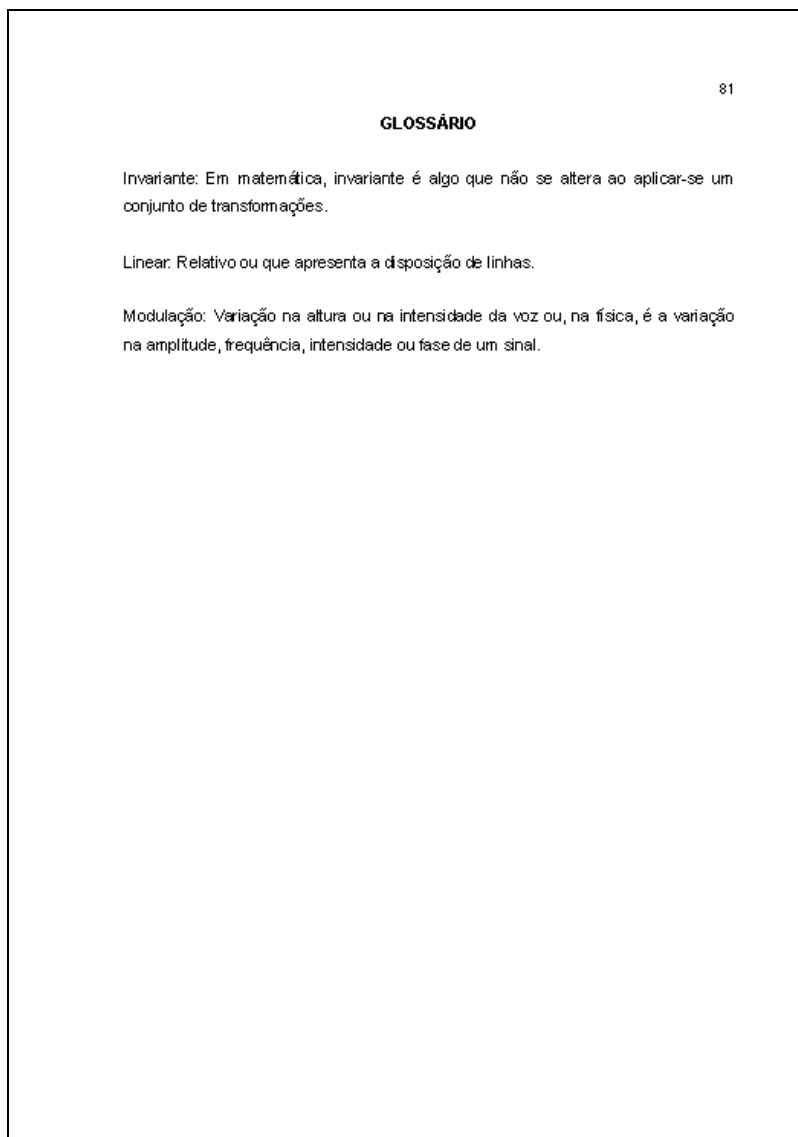 81
GLOSSÁRIO
Invariante: Em matemática, invariante é algo que não se altera ao aplicar-se um
conjunto de transformações.
Linear: Relativo ou que apresenta a disposição de linhas.
Modulação: Variação na altura ou na intensidade da voz ou, na física, é a variação
na amplitude, frequência, intensidade ou fase de um sinal.